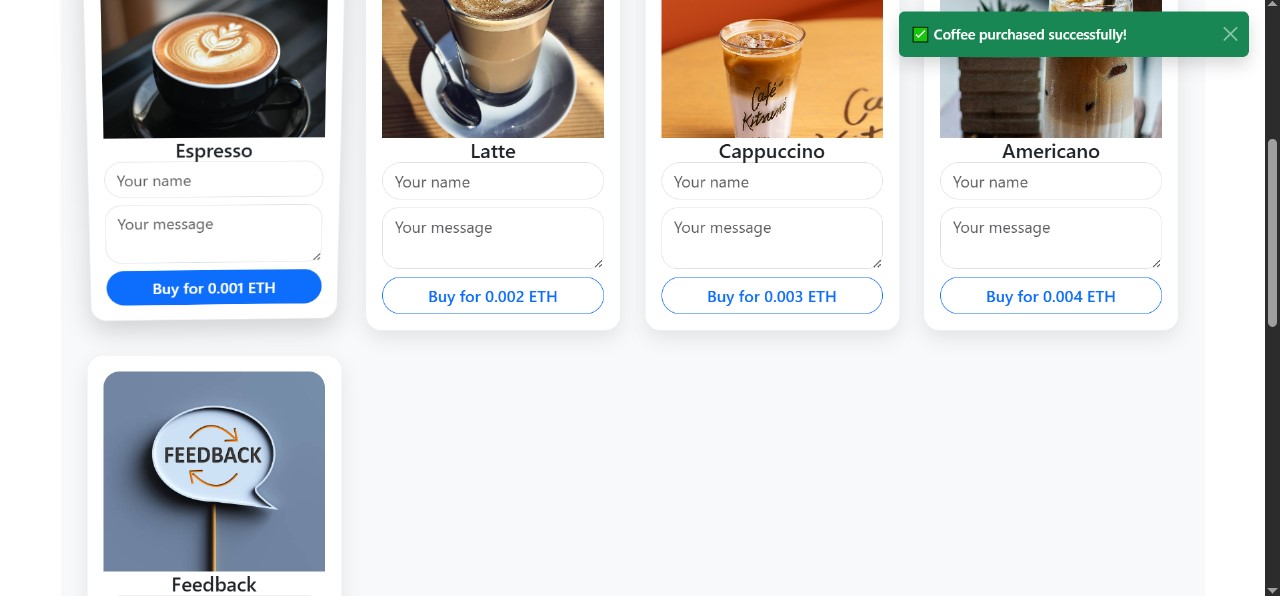 ✅ Coffee purchased successfully!
Café
Kitsuné
Ca
Espresso
Your name
Your message
Buy for 0.001 ETH
Latte
Your name
Your message
Buy for 0.002 ETH
Cappuccino
Your name
Your message
Buy for 0.003 ETH
Americano
Your name
Your message
Buy for 0.004 ETH
FEEDBACK
Feedback